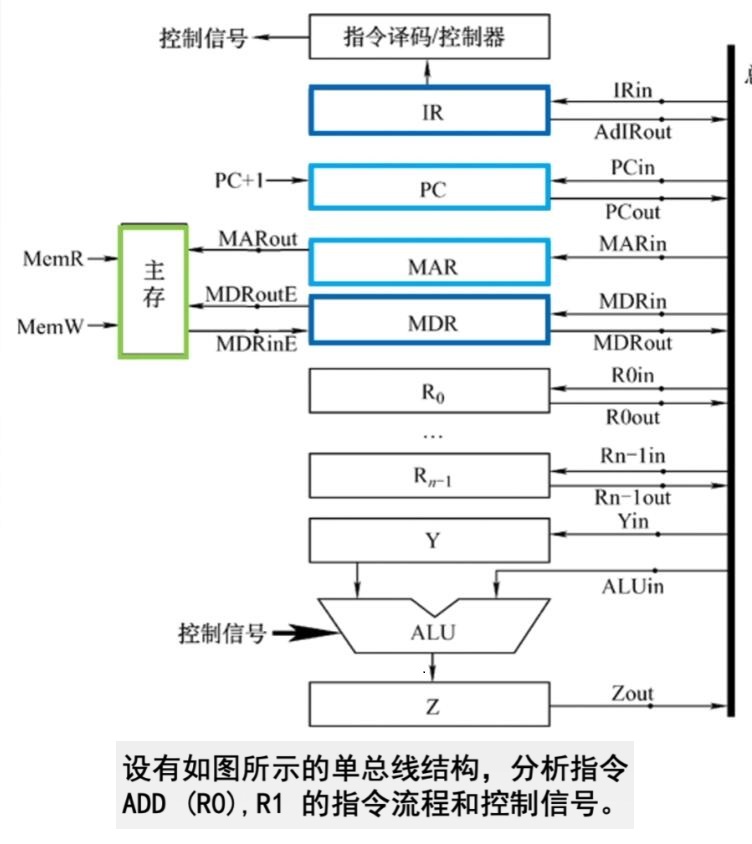 控制信号
指令译码/控制器
IR
IRin
AdIRout
PC+1
PC
PCin
PCout
MemR
MemW
主
存
MARout
MAR
MARin
MDRoutE
MDRinE
MDR
MDRin
MDRout
R₀
R0in
R0out
…
Rₙ₋₁
Rn-1in
Rn-1out
Y
Yin
ALUin
控制信号
ALU
Z
Zout
设有如图所示的单总线结构，分析指令
ADD (R0),R1 的指令流程和控制信号。